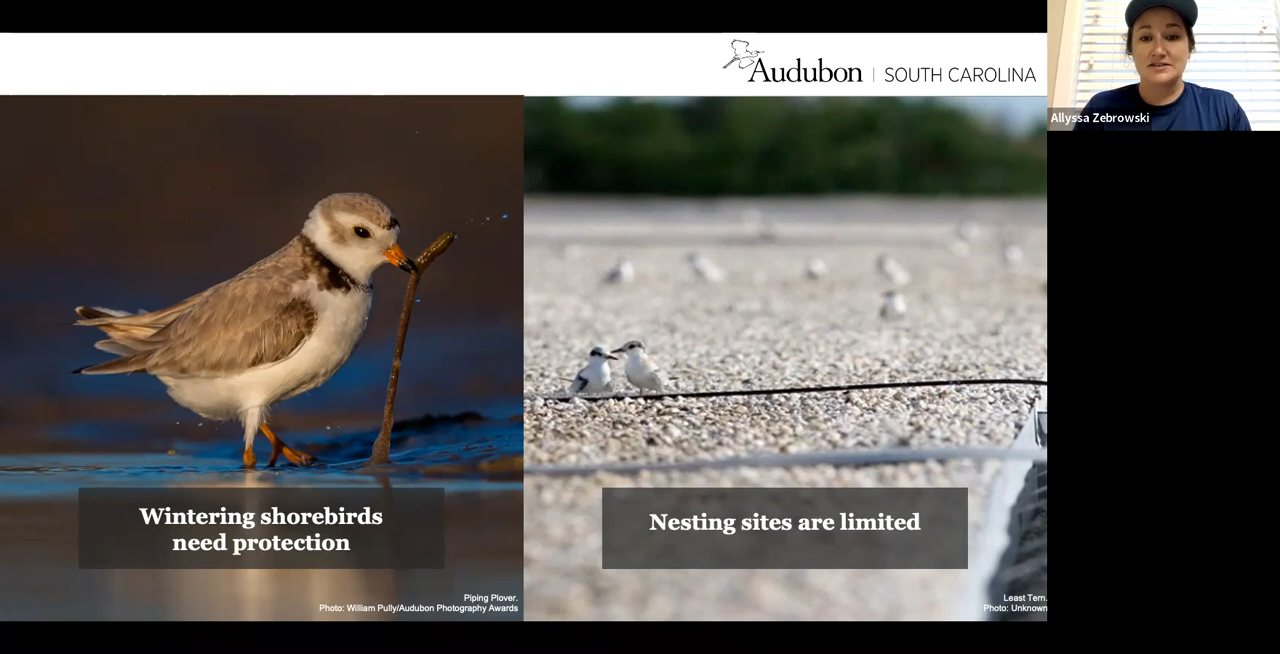 Audubon | SOUTH CAROLINA
Allyssa Zebrowski
Wintering shorebirds
need protection
Piping Plover.
Photo: William Pully/Audubon Photography Awards
Nesting sites are limited
Least Tern.
Photo: Unknown